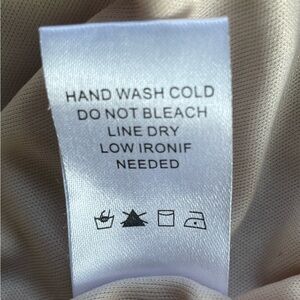 HAND WASH COLD
DO NOT BLEACH
LINE DRY
LOW IRONIF
NEEDED